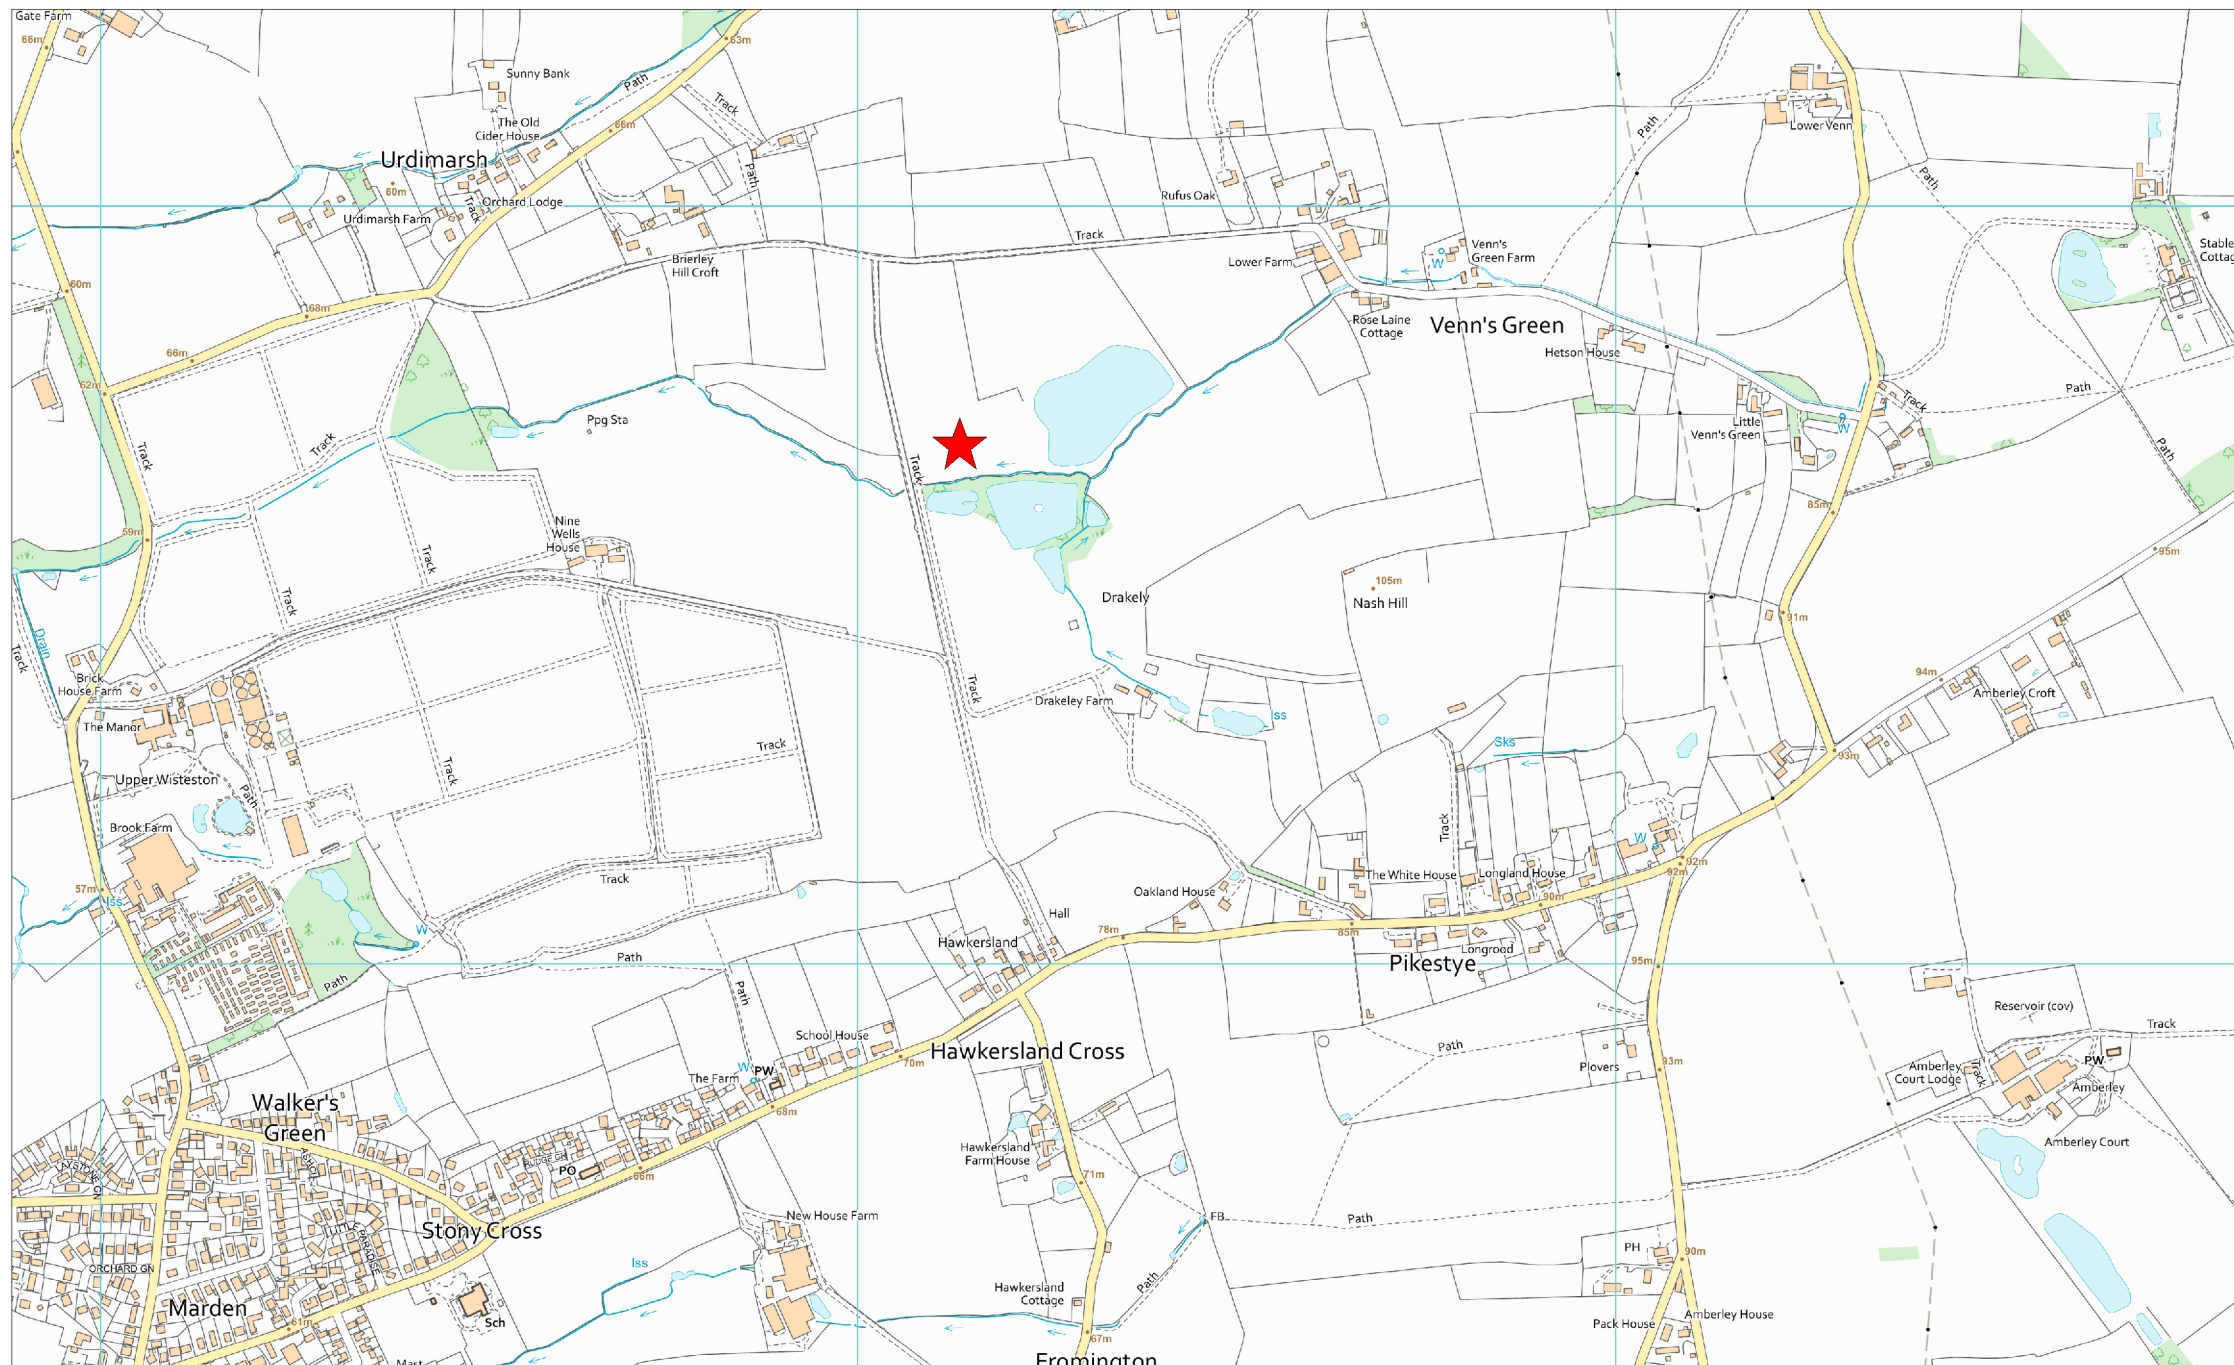 Gate Farm
66m
63m
Sunny Bank
Path
Track
The Old
Cider House
66m
Urdimarsh
60m
Urdimarsh Farm
Track
Orchard Lodge
Path
Brierley
Hill Croft
Rufus Oak
Track
Lower Farm
W
Venn's
Green Farm
Lower Venn
Path
Path
Stable
Rose Laine
Cottage
Venn's Green
Hetson House
60m
68m
66m
62m
Track
Track
Ppg Sta
Track
Little
Venn's Green
W
Track
Path
Path
85m
95m
59m
Nine
Wells
House
Track
Track
Drain
Track
Drakely
105m
Nash Hill
91m
94m
Amberley Croft
Brick
House Farm
The Manor
Upper Wisteston
Path
Brook Farm
Track
Track
Track
Drakeley Farm
Iss
Sks
93m
57m
Iss
Track
W
Path
Path
Path
Hall
Hawkersland
78m
Oakland House
Track
The White House
Longland House
W
92m
92m
90m
85m
Longrood
Pikestye
95m
Reservoir (cov)
Track
School House
70m
Hawkersland Cross
W
PW
The Farm
68m
Path
Plovers
93m
Amberley
Court Lodge
Track
PW
Amberley
Amberley Court
Walker's
Green
LAYSTONE GN
ASHGR
RUDGE GR
PO
66m
Hawkersland
Farm House
71m
FB
Path
Path
Stony Cross
New House Farm
LITTLE PARADISE
ORCHARD GN
Iss
Marden
61m
Sch
Hawkersland
Cottage
67m
PH
90m
Pack House
Amberley House
Mast
Fromington